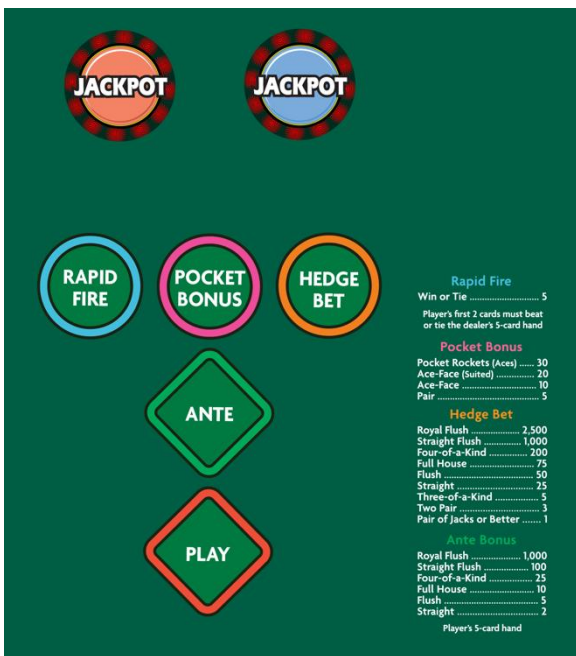 JACKPOT
JACKPOT
RAPID
FIRE
POCKET
BONUS
HEDGE
BET
ANTE
PLAY
Rapid Fire
Win or Tie ............................ 5
Player's first 2 cards must beat
or tie the dealer's 5-card hand
Pocket Bonus
Pocket Rockets (Aces) ...... 30
Ace-Face (Suited) ............... 20
Ace-Face .............................. 10
Pair ......................................... 5
Hedge Bet
Royal Flush .................... 2,500
Straight Flush ............... 1,000
Four-of-a-Kind ................ 200
Full House .......................... 75
Flush .................................... 50
Straight ............................... 25
Three-of-a-Kind .................. 5
Two Pair ............................... 3
Pair of Jacks or Better ....... 1
Ante Bonus
Royal Flush .................... 1,000
Straight Flush .................. 100
Four-of-a-Kind .................. 25
Full House .......................... 10
Flush ...................................... 5
Straight ................................. 2
Player's 5-card hand